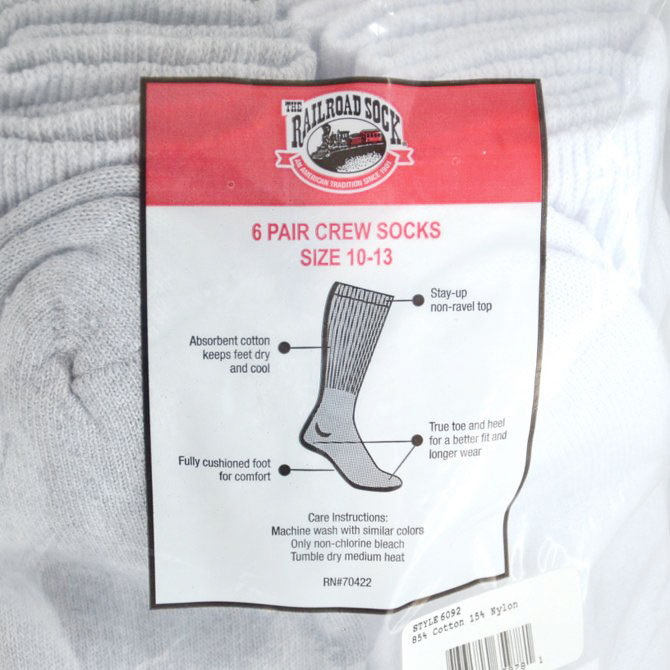 THE
RAILROAD SOCK
AN AMERICAN TRADITION SINCE 1901
6 PAIR CREW SOCKS
SIZE 10-13
Stay-up
non-ravel top
Absorbent cotton
keeps feet dry
and cool
True toe and heel
for a better fit and
longer wear
Fully cushioned foot
for comfort
Care Instructions:
Machine wash with similar colors
Only non-chlorine bleach
Tumble dry medium heat
RN#70422
STYLE 6092
85% Cotton 15% Nylon